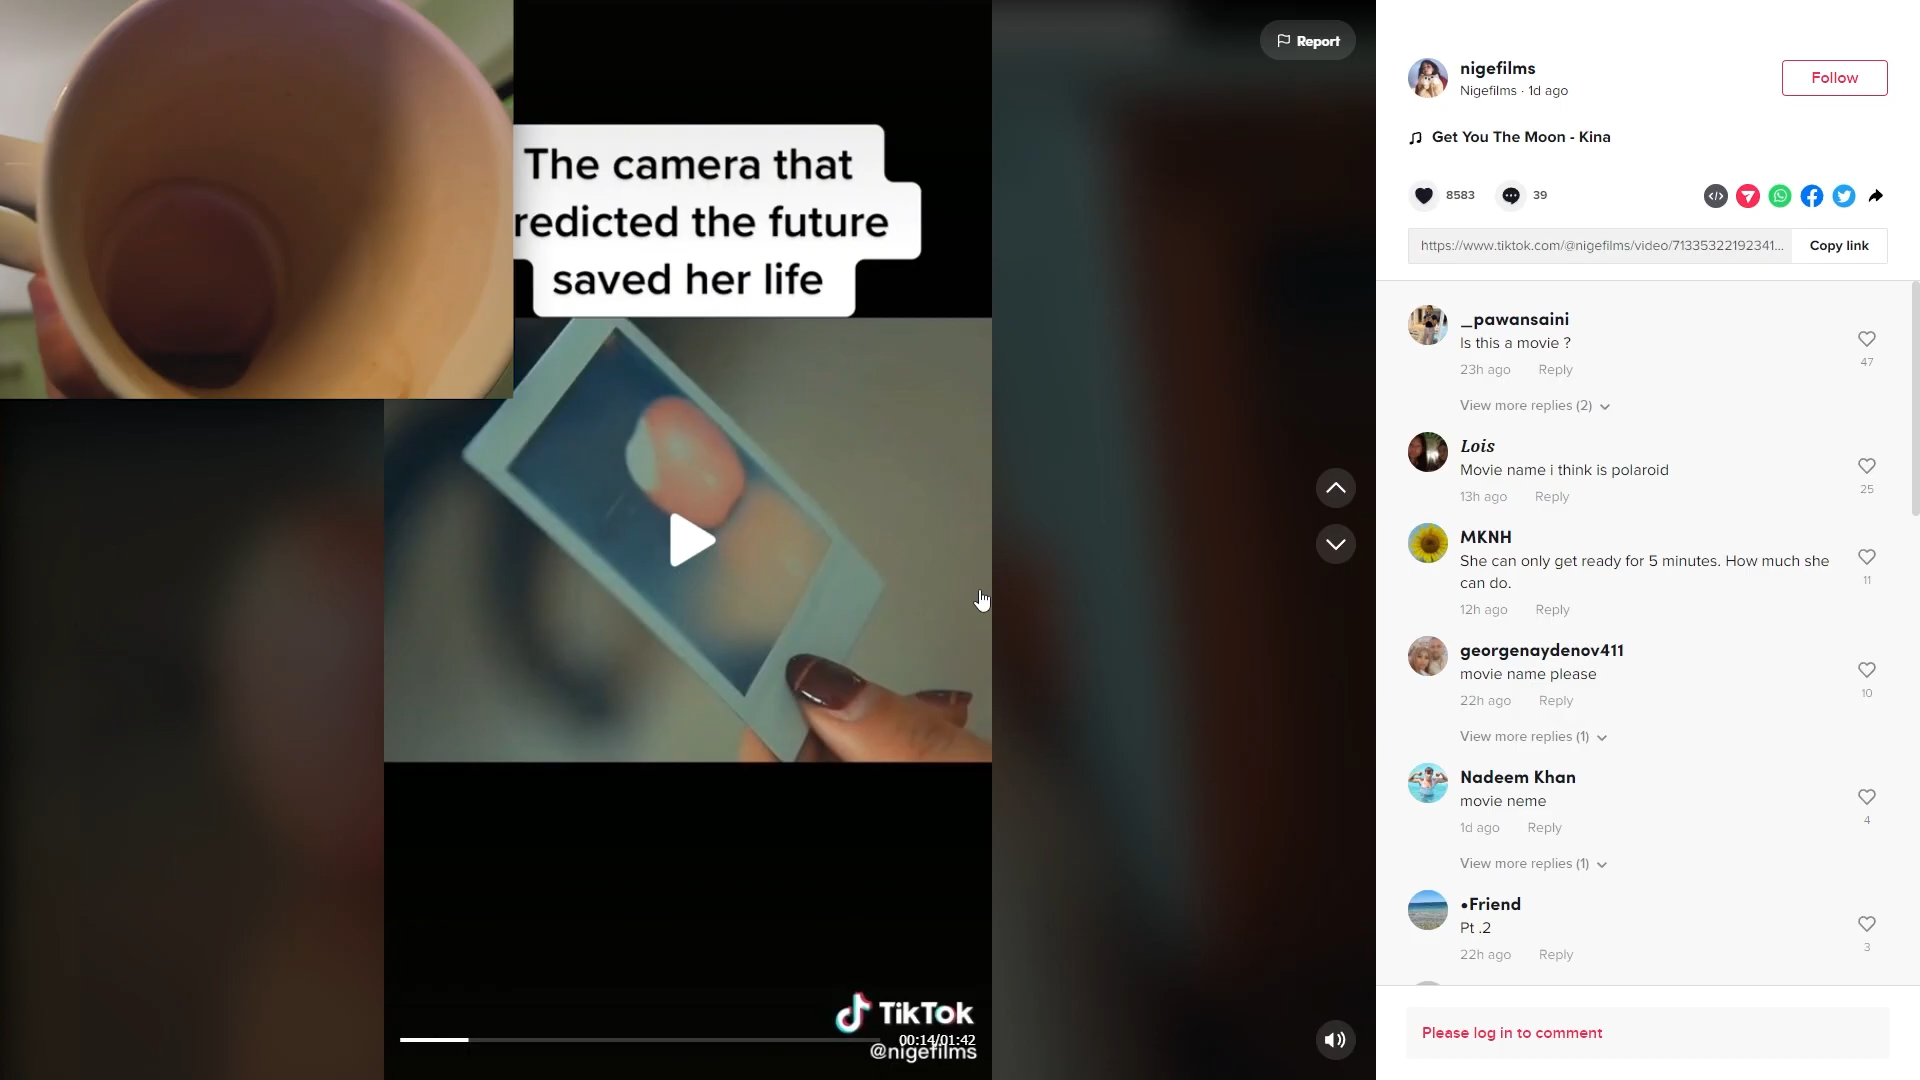 The camera that
redicted the future
saved her life
TikTok
00:14/01:42
@nigefilms
Report
nigefilms
Nigefilms · 1d ago
Follow
Get You The Moon - Kina
8583
39
https://www.tiktok.com/@nigefilms/video/71335322192341...
Copy link
_pawansaini
Is this a movie ?
23h ago
Reply
47
View more replies (2)
Lois
Movie name i think is polaroid
13h ago
Reply
25
MKNH
She can only get ready for 5 minutes. How much she
can do.
12h ago
Reply
11
georgenaydenov411
movie name please
22h ago
Reply
10
View more replies (1)
Nadeem Khan
movie neme
1d ago
Reply
4
View more replies (1)
•Friend
Pt .2
22h ago
Reply
3
Please log in to comment